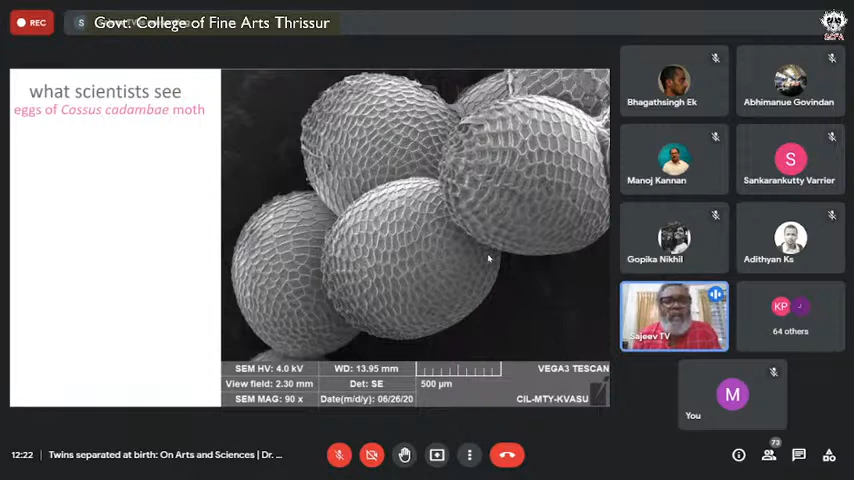 REC
S
Govt. College of Fine Arts Thrissur
GCFA
what scientists see
eggs of Cossus cadambae moth
SEM HV: 4.0 kV
WD: 13.95 mm
VEGA3 TESCAN
View field: 2.30 mm
Det: SE
500 µm
SEM MAG: 90 x
Date(m/d/y): 06/26/20
CIL-MTY-KVASU
Bhagathsingh Ek
Abhimanue Govindan
Manoj Kannan
S
Sankarankutty Varrier
Gopika Nikhil
Adithyan Ks
Sajeev TV
KP
J
64 others
M
You
12:22 | Twins separated at birth: On Arts and Sciences | Dr. ...
73